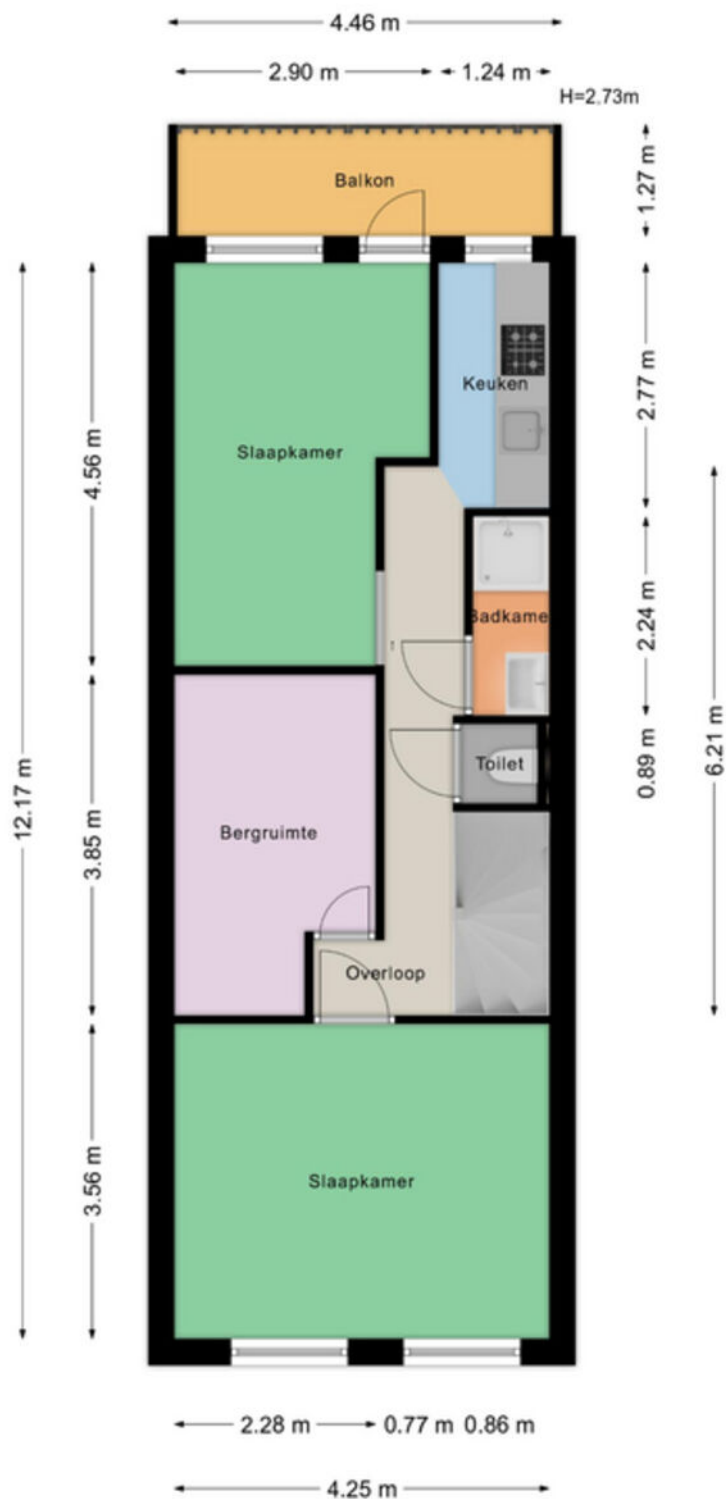 4.46 m
2.90 m
1.24 m
H=2.73m
Balkon
1.27 m
4.56 m
Slaapkamer
Keuken
2.77 m
Badkame
2.24 m
6.21 m
12.17 m
Toilet
0.89 m
3.85 m
Bergruimte
Overloop
3.56 m
Slaapkamer
2.28 m
0.77 m
0.86 m
4.25 m